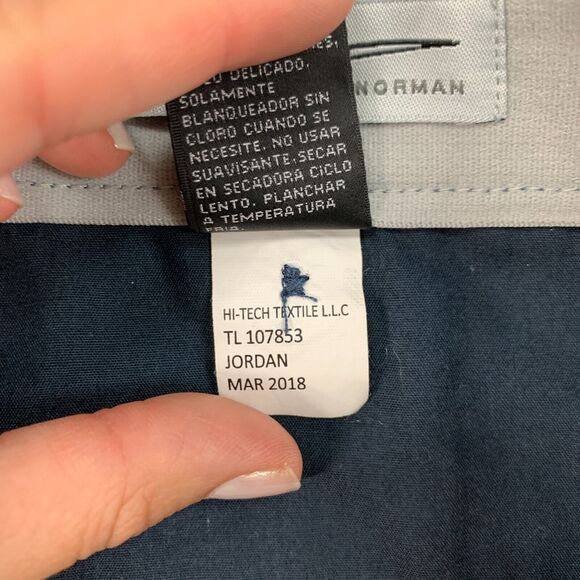 DELICADO.
SOLAMENTE
BLANQUEADOR SIN
CLORO CUANDO SE
NECESITE. NO USAR
SUAVISANTE.SECAR
EN SECADORA CICLO
LENTO. PLANCHAR
A TEMPERATURA
FRIA.
NORMAN
HI-TECH TEXTILE L.L.C
TL 107853
JORDAN
MAR 2018